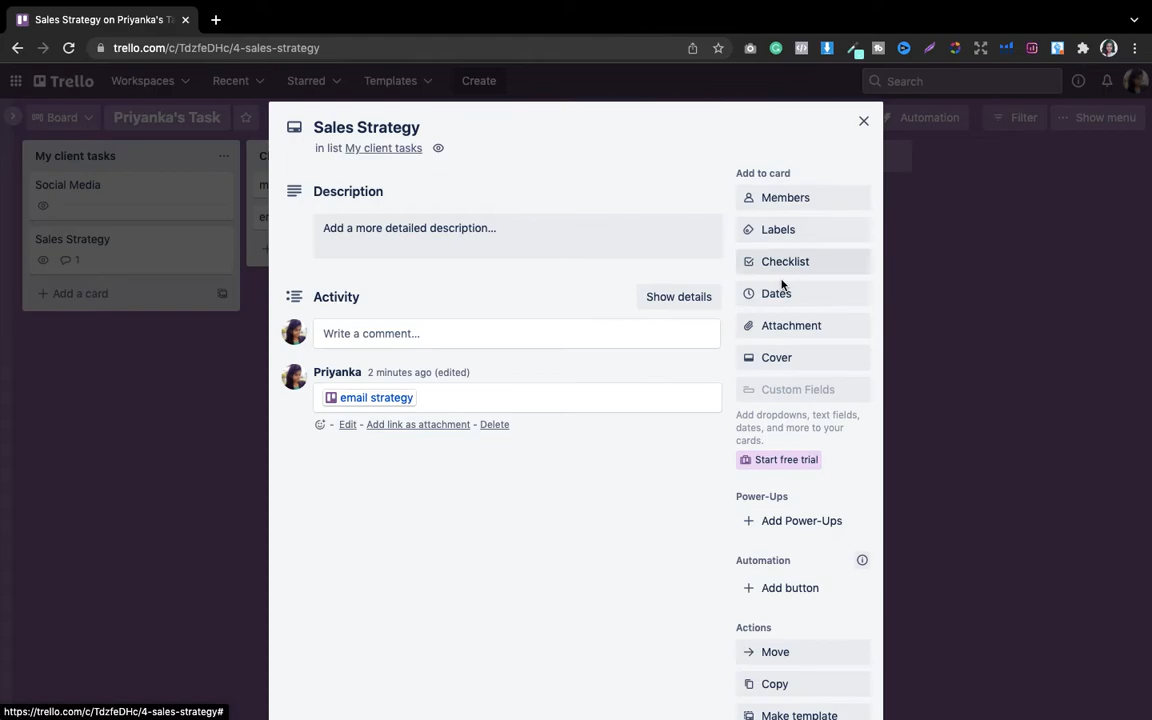 Sales Strategy on Priyanka's Ta
trello.com/c/TdzfeDHc/4-sales-strategy
Trello
Workspaces
Recent
Starred
Templates
Create
Search
Board
Priyanka's Task
Automation
Filter
Show menu
My client tasks
Social Media
Sales Strategy
1
Add a card
Sales Strategy
in list My client tasks
Description
Add a more detailed description...
Activity
Show details
Write a comment...
Priyanka 2 minutes ago (edited)
email strategy
- Edit - Add link as attachment - Delete
Add to card
Members
Labels
Checklist
Dates
Attachment
Cover
Custom Fields
Add dropdowns, text fields,
dates, and more to your
cards.
Start free trial
Power-Ups
Add Power-Ups
Automation
Add button
Actions
Move
Copy
Make template
https://trello.com/c/TdzfeDHc/4-sales-strategy#